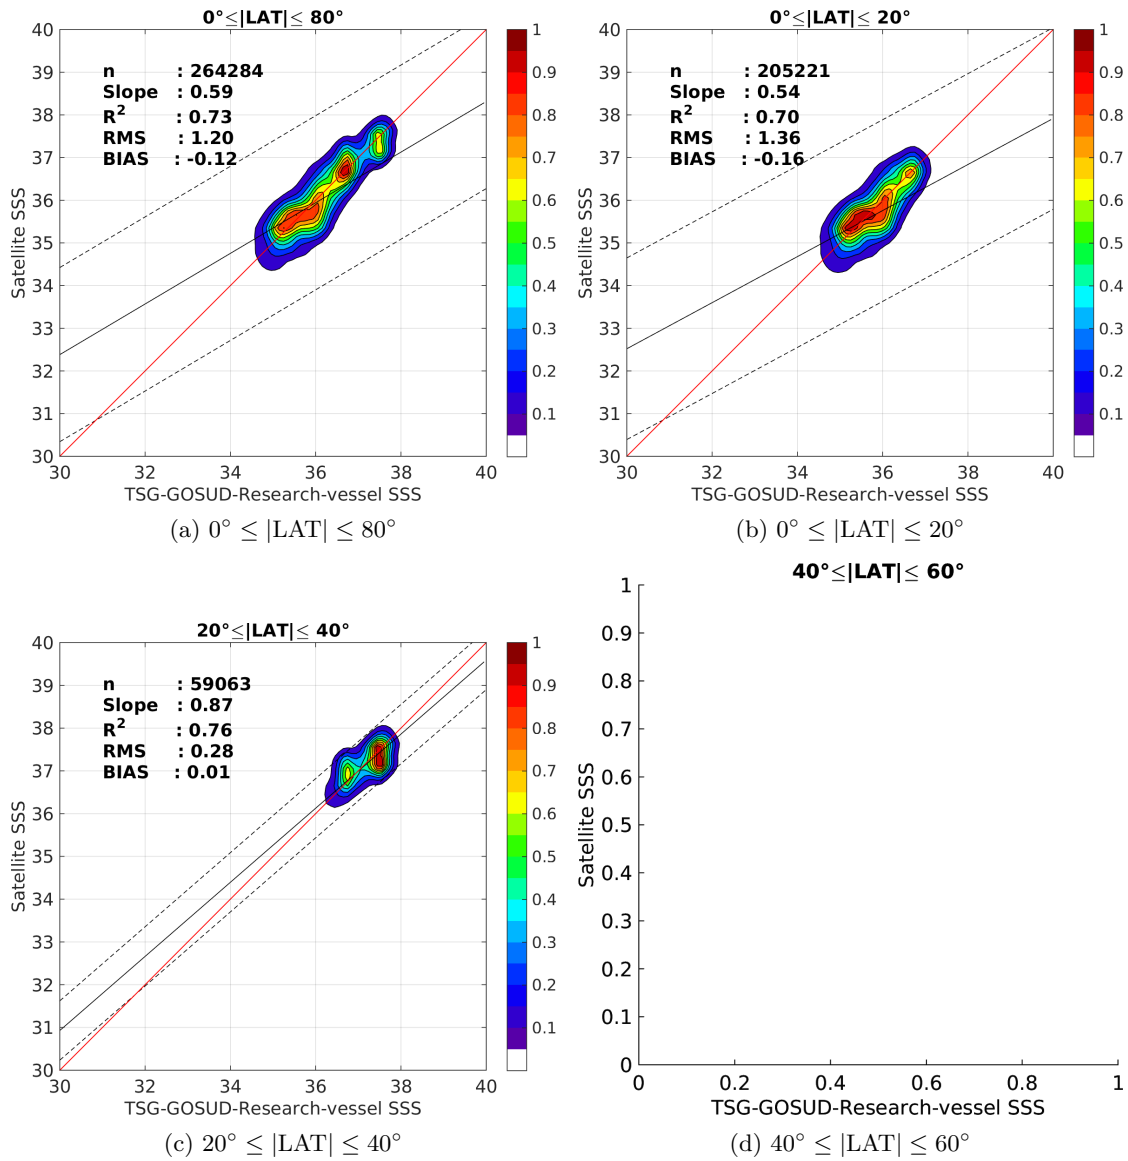 0°≤|LAT|≤ 80°
n : 264284
Slope : 0.59
R² : 0.73
RMS : 1.20
BIAS : -0.12
Satellite SSS
40
39
38
37
36
35
34
33
32
31
30
30 32 34 36 38 40
TSG-GOSUD-Research-vessel SSS
1
0.9
0.8
0.7
0.6
0.5
0.4
0.3
0.2
0.1
(a) 0° ≤ |LAT| ≤ 80°
0°≤|LAT|≤ 20°
n : 205221
Slope : 0.54
R² : 0.70
RMS : 1.36
BIAS : -0.16
Satellite SSS
40
39
38
37
36
35
34
33
32
31
30
30 32 34 36 38 40
TSG-GOSUD-Research-vessel SSS
1
0.9
0.8
0.7
0.6
0.5
0.4
0.3
0.2
0.1
(b) 0° ≤ |LAT| ≤ 20°
20°≤|LAT|≤ 40°
n : 59063
Slope : 0.87
R² : 0.76
RMS : 0.28
BIAS : 0.01
Satellite SSS
40
39
38
37
36
35
34
33
32
31
30
30 32 34 36 38 40
TSG-GOSUD-Research-vessel SSS
1
0.9
0.8
0.7
0.6
0.5
0.4
0.3
0.2
0.1
(c) 20° ≤ |LAT| ≤ 40°
40°≤|LAT|≤ 60°
Satellite SSS
1
0.9
0.8
0.7
0.6
0.5
0.4
0.3
0.2
0.1
0
0 0.2 0.4 0.6 0.8 1
TSG-GOSUD-Research-vessel SSS
(d) 40° ≤ |LAT| ≤ 60°